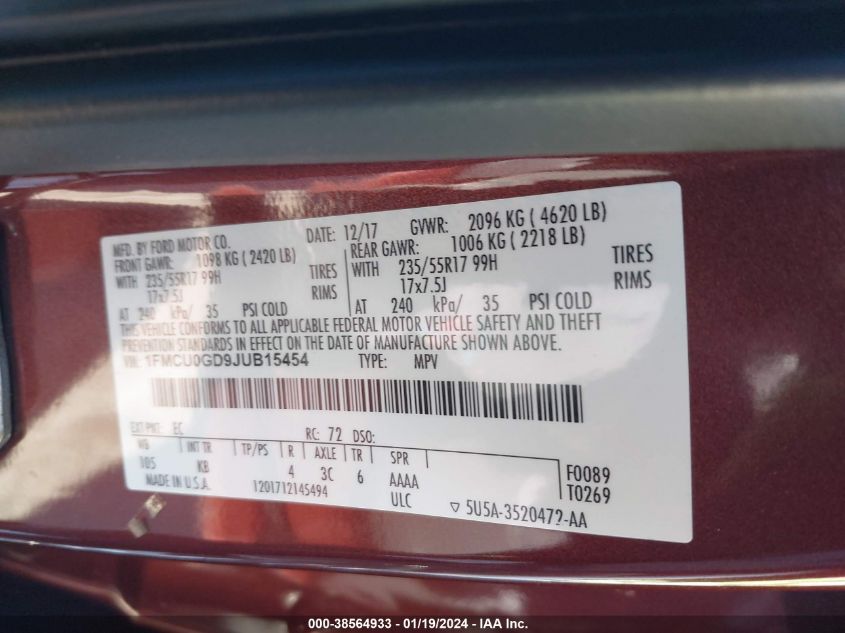 MFD. BY FORD MOTOR CO. DATE: 12/17 GVWR: 2096 KG ( 4620 LB)
FRONT GAWR: 1098 KG ( 2420 LB) REAR GAWR: 1006 KG ( 2218 LB)
WITH 235/55R17 99H TIRES WITH 235/55R17 99H TIRES
17x7.5J RIMS 17x7.5J RIMS
AT 240 kPa/ 35 PSI COLD AT 240 kPa/ 35 PSI COLD
THIS VEHICLE CONFORMS TO ALL APPLICABLE FEDERAL MOTOR VEHICLE SAFETY AND THEFT
PREVENTION STANDARDS IN EFFECT ON THE DATE OF MANUFACTURE SHOWN ABOVE.
VIN: 1FMCU0GD9JUB15454 TYPE: MPV
EXT PNT: EC RC: 72 DSO:
WB INT TR TP/PS R AXLE TR SPR
105 KB 4 3C 6 AAAA F0089
MADE IN U.S.A. 1201712145494 ULC T0269
5U5A-3520472-AA
000-38564933 - 01/19/2024 - IAA Inc.